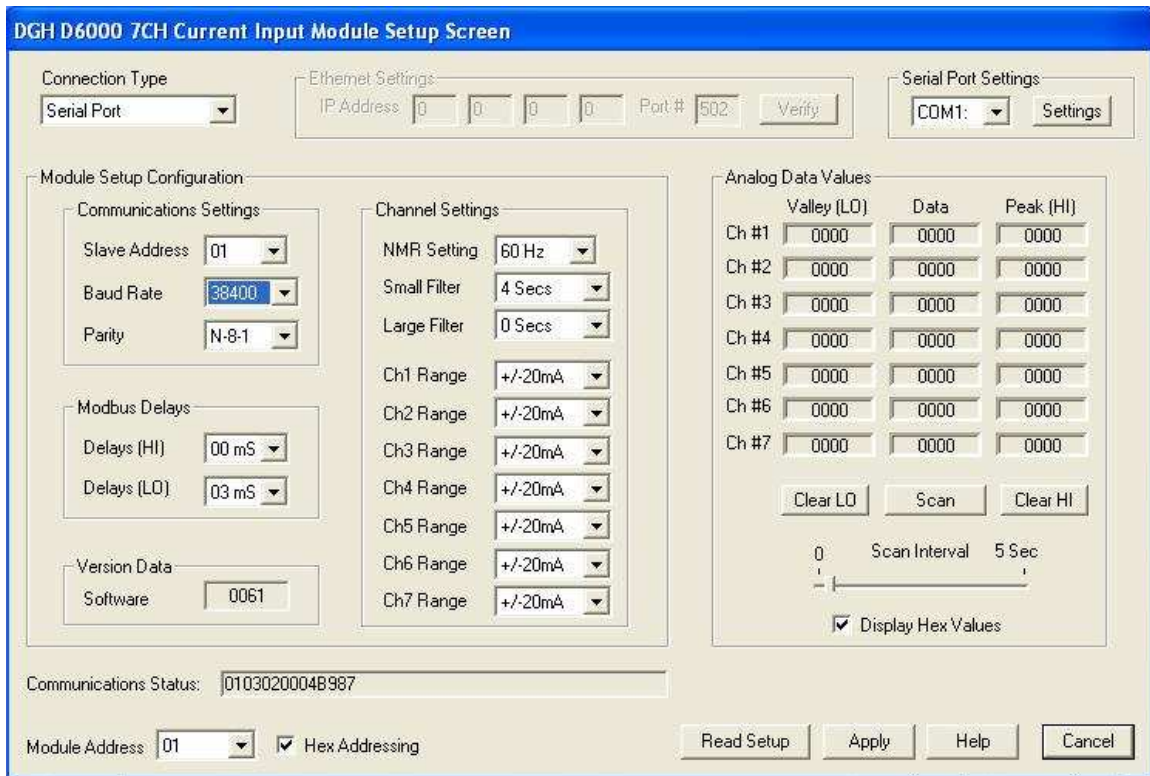 DGH D6000 7CH Current Input Module Setup Screen
Connection Type
Serial Port
Ethernet Settings
IP Address 0 0 0 0 Port # 502 Verify
Serial Port Settings
COM1: Settings
Module Setup Configuration
Communications Settings
Slave Address 01
Baud Rate 38400
Parity N-8-1
Modbus Delays
Delays (HI) 00 mS
Delays (LO) 03 mS
Version Data
Software 0061
Channel Settings
NMR Setting 60 Hz
Small Filter 4 Secs
Large Filter 0 Secs
Ch1 Range +/-20mA
Ch2 Range +/-20mA
Ch3 Range +/-20mA
Ch4 Range +/-20mA
Ch5 Range +/-20mA
Ch6 Range +/-20mA
Ch7 Range +/-20mA
Analog Data Values
Valley (LO) Data Peak (HI)
Ch #1 0000 0000 0000
Ch #2 0000 0000 0000
Ch #3 0000 0000 0000
Ch #4 0000 0000 0000
Ch #5 0000 0000 0000
Ch #6 0000 0000 0000
Ch #7 0000 0000 0000
Clear LO Scan Clear HI
0 Scan Interval 5 Sec
Display Hex Values
Communications Status: 0103020004B987
Module Address 01 Hex Addressing
Read Setup Apply Help Cancel